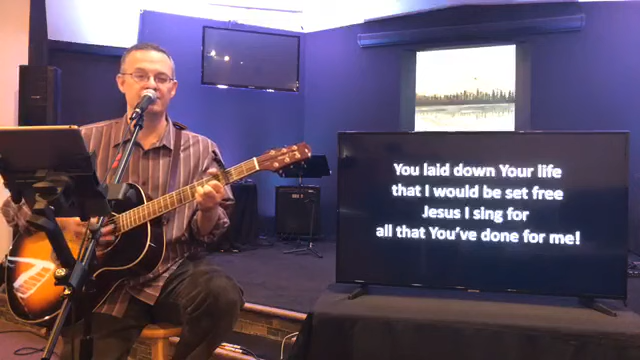 You laid down Your life
that I would be set free
Jesus I sing for
all that You've done for me!